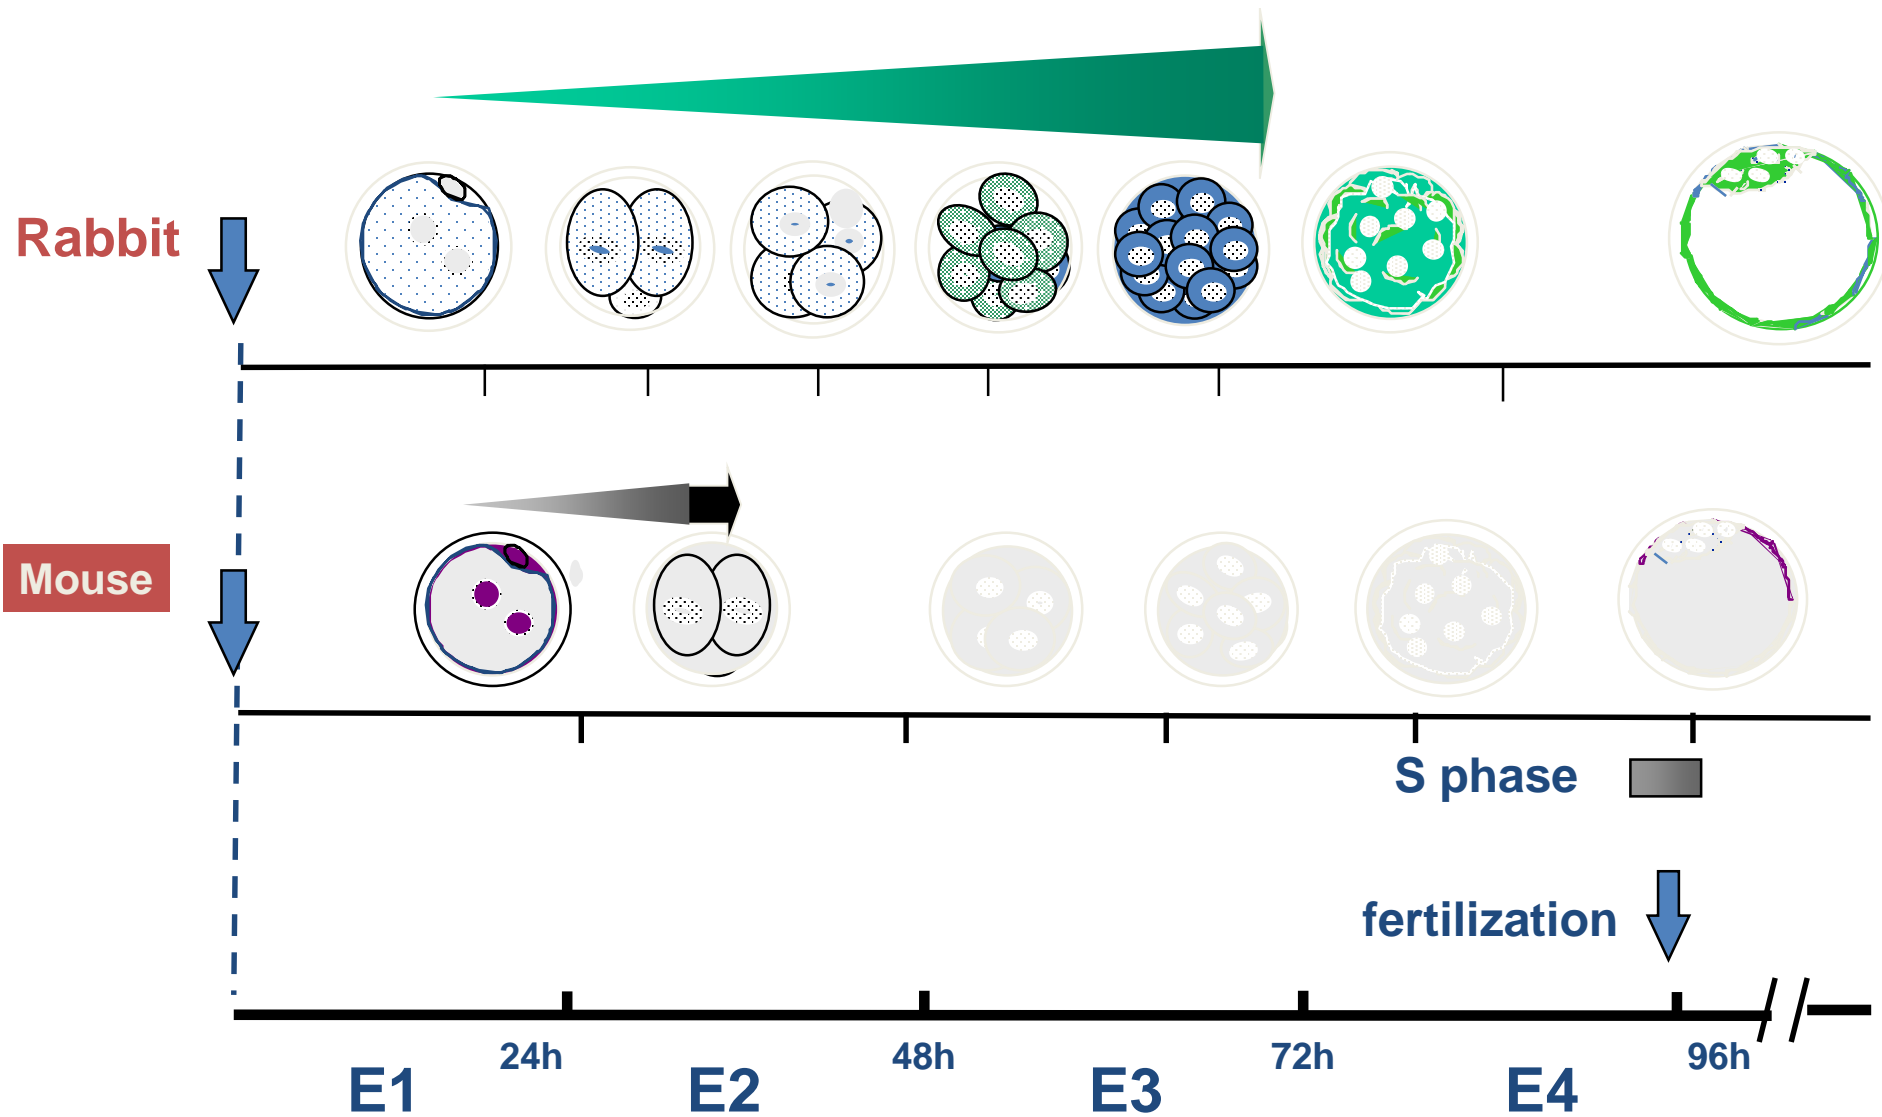 Rabbit
Mouse
S phase
fertilization
24h
48h
72h
96h
E1
E2
E3
E4